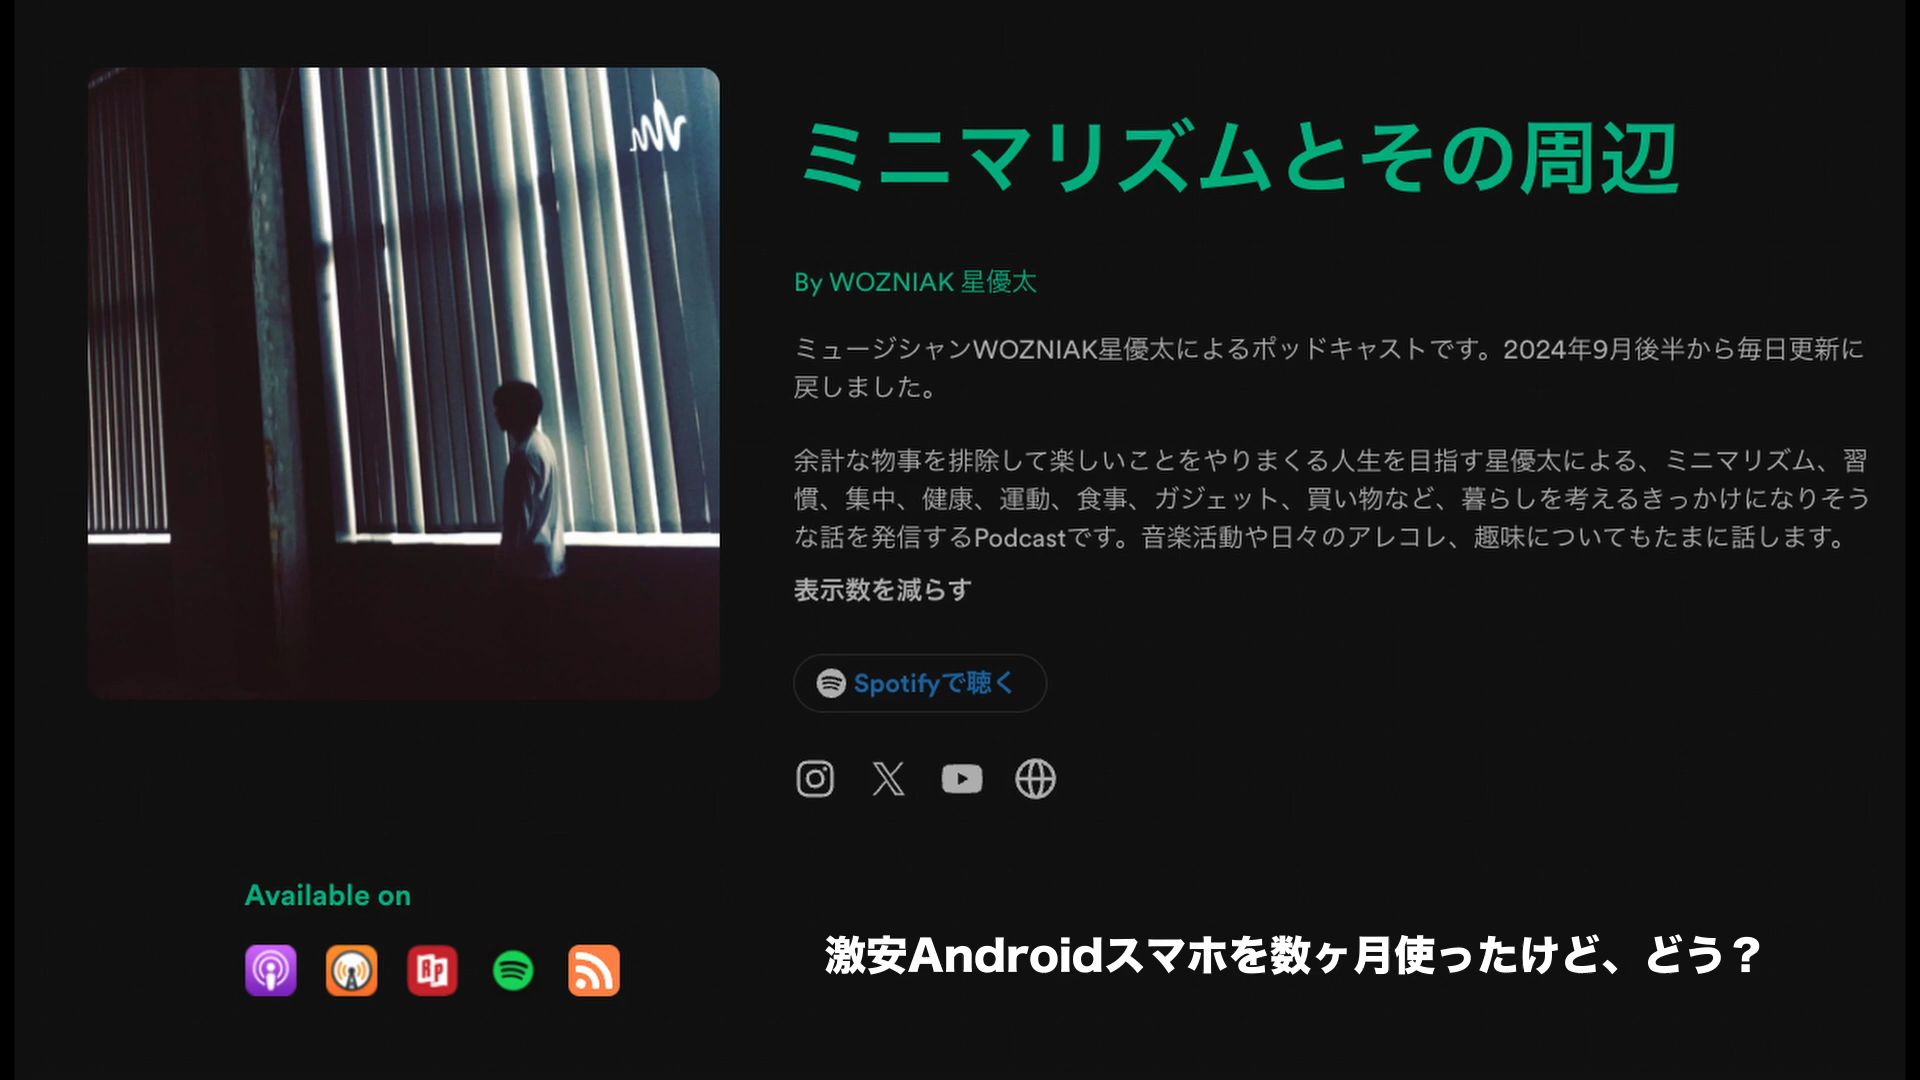 ミニマリズムとその周辺
By WOZNIAK 星優太
ミュージシャンWOZNIAK星優太によるポッドキャストです。2024年9月後半から毎日更新に
戻しました。
余計な物事を排除して楽しいことをやりまくる人生を目指す星優太による、ミニマリズム、習
慣、集中、健康、運動、食事、ガジェット、買い物など、暮らしを考えるきっかけになりそう
な話を発信するPodcastです。音楽活動や日々のアレコレ、趣味についてもたまに話します。
表示数を減らす
Spotifyで聴く
Available on
RP
激安Androidスマホを数ヶ月使ったけど、どう？